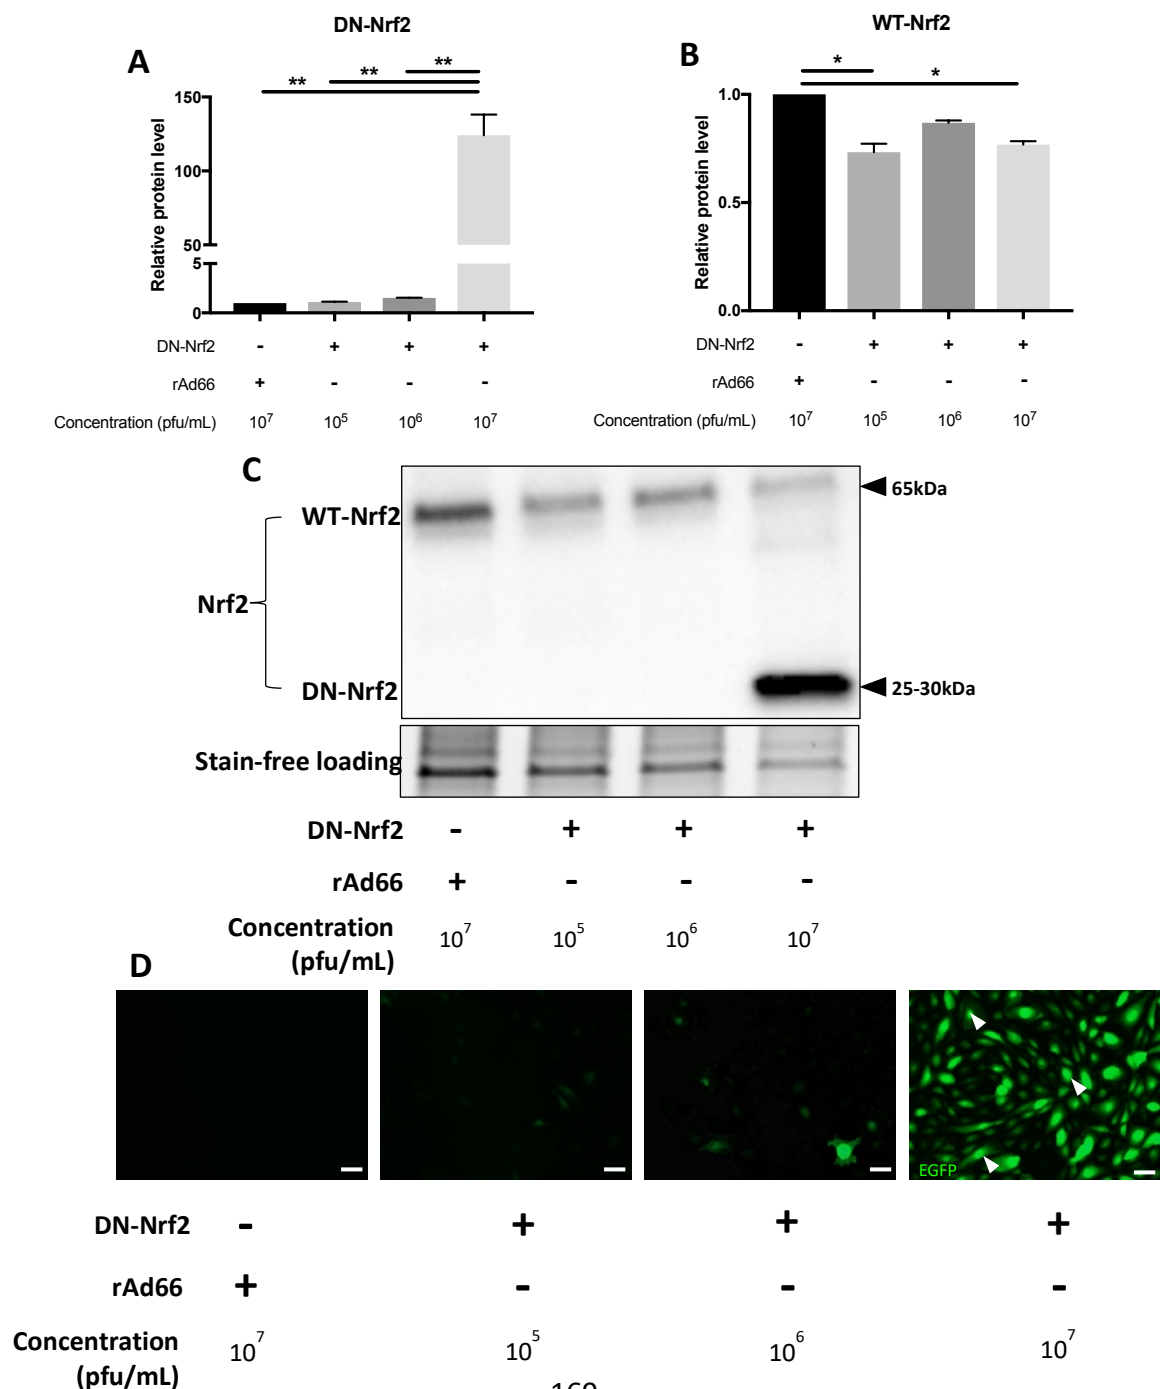 DN-Nrf2
A
** ** **
Relative protein level
150
100
50
5
0
DN-Nrf2 - + + +
rAd66 + - - -
Concentration (pfu/mL) 10⁷ 10⁵ 10⁶ 10⁷
WT-Nrf2
B
* *
Relative protein level
1.0
0.5
0.0
DN-Nrf2 - + + +
rAd66 + - - -
Concentration (pfu/mL) 10⁷ 10⁵ 10⁶ 10⁷
C
65kDa
WT-Nrf2
Nrf2
DN-Nrf2
25-30kDa
Stain-free loading
DN-Nrf2 - + + +
rAd66 + - - -
Concentration
(pfu/mL)
10⁷ 10⁵ 10⁶ 10⁷
D
EGFP
DN-Nrf2 - + + +
rAd66 + - - -
Concentration
(pfu/mL)
10⁷ 10⁵ 10⁶ 10⁷